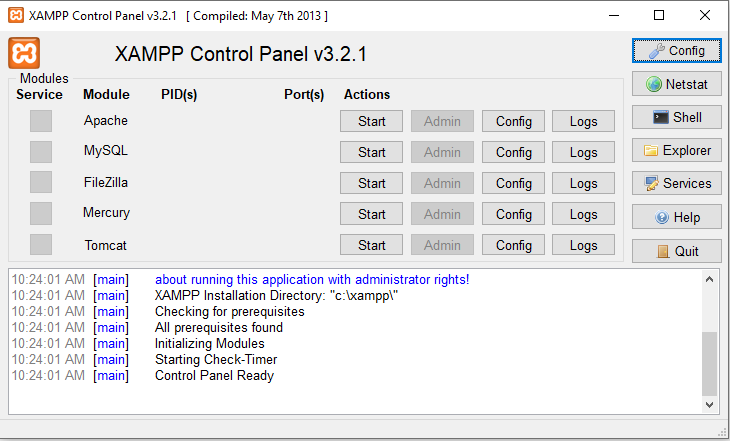 XAMPP Control Panel v3.2.1 [ Compiled: May 7th 2013 ]
XAMPP Control Panel v3.2.1
Config
Modules
Netstat
Service Module PID(s) Port(s) Actions
Apache Start Admin Config Logs
Shell
MySQL Start Admin Config Logs
Explorer
FileZilla Start Admin Config Logs
Services
Mercury Start Admin Config Logs
Help
Tomcat Start Admin Config Logs
Quit
10:24:01 AM [main] about running this application with administrator rights!
10:24:01 AM [main] XAMPP Installation Directory: "c:\xampp\"
10:24:01 AM [main] Checking for prerequisites
10:24:01 AM [main] All prerequisites found
10:24:01 AM [main] Initializing Modules
10:24:01 AM [main] Starting Check-Timer
10:24:01 AM [main] Control Panel Ready